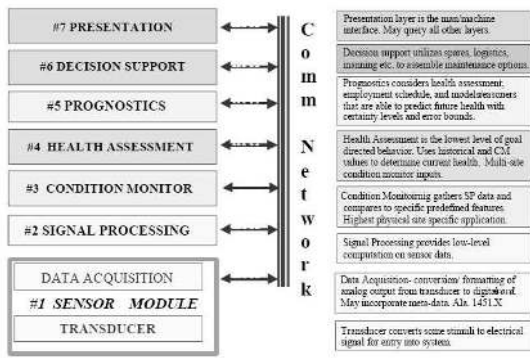 #7 PRESENTATION
#6 DECISION SUPPORT
#5 PROGNOSTICS
#4 HEALTH ASSESSMENT
#3 CONDITION MONITOR
#2 SIGNAL PROCESSING
DATA ACQUISITION
#1 SENSOR MODULE
TRANSDUCER
Comm Network
Presentation layer is the man/machine
interface. May query all other layers.
Decision support utilizes spares, logistics,
manning etc. to assemble maintenance options.
Prognostics considers health assessment,
employment schedule, and models/reasoners
that are able to predict future health with
certainty levels and error bounds.
Health Assessment is the lowest level of goal
directed behavior. Uses historical and CM
values to determine current health. Multi-site
condition monitor inputs.
Condition Monitoirnig gathers SP data and
compares to specific predefined features.
Highest physical site specific application.
Signal Processing provides low-level
computation on sensor data.
Data Acquisition- conversion/ formatting of
analog output from transducer to digital
May incorporate meta-data. Ala. 1451.X
Transducer converts some stimuli to electrical
signal for entry into system.